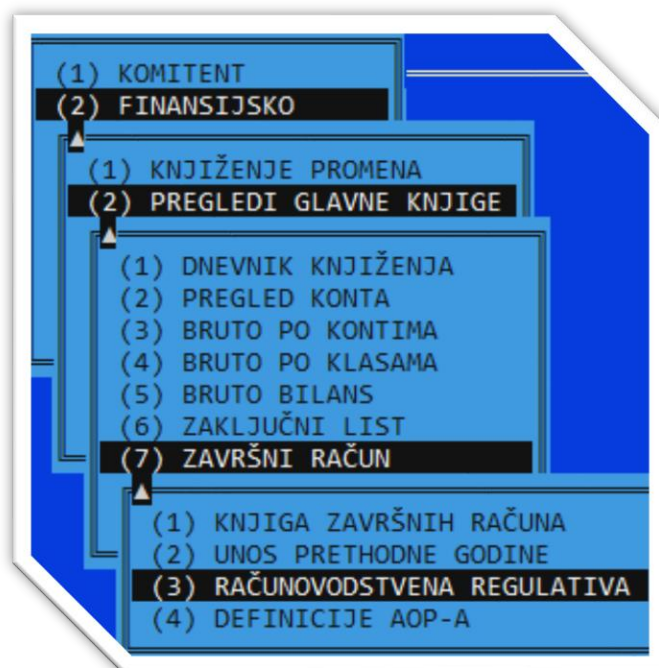 (1) KOMITENT
(2) FINANSIJSKO
(1) KNJIŽENJE PROMENA
(2) PREGLEDI GLAVNE KNJIGE
(1) DNEVNIK KNJIŽENJA
(2) PREGLED KONTA
(3) BRUTO PO KONTIMA
(4) BRUTO PO KLASAMA
(5) BRUTO BILANS
(6) ZAKLJUČNI LIST
(7) ZAVRŠNI RAČUN
(1) KNJIGA ZAVRŠNIH RAČUNA
(2) UNOS PRETHODNE GODINE
(3) RAČUNOVODSTVENA REGULATIVA
(4) DEFINICIJE AOP-A